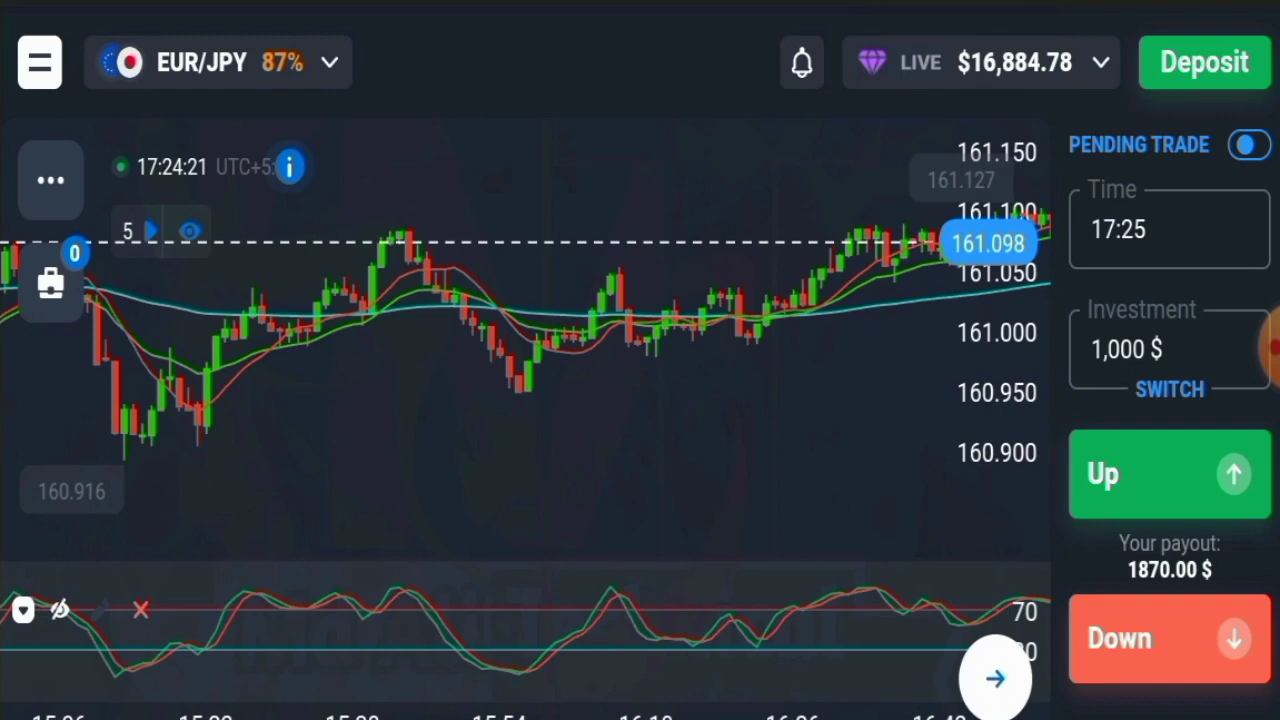 EUR/JPY 87%
LIVE $16,884.78
Deposit
17:24:21 UTC+5:
5
0
161.150
161.127
161.100
161.098
161.050
161.000
160.950
160.900
160.916
70
PENDING TRADE
Time
17:25
Investment
1,000 $
SWITCH
Up
Your payout:
1870.00 $
Down